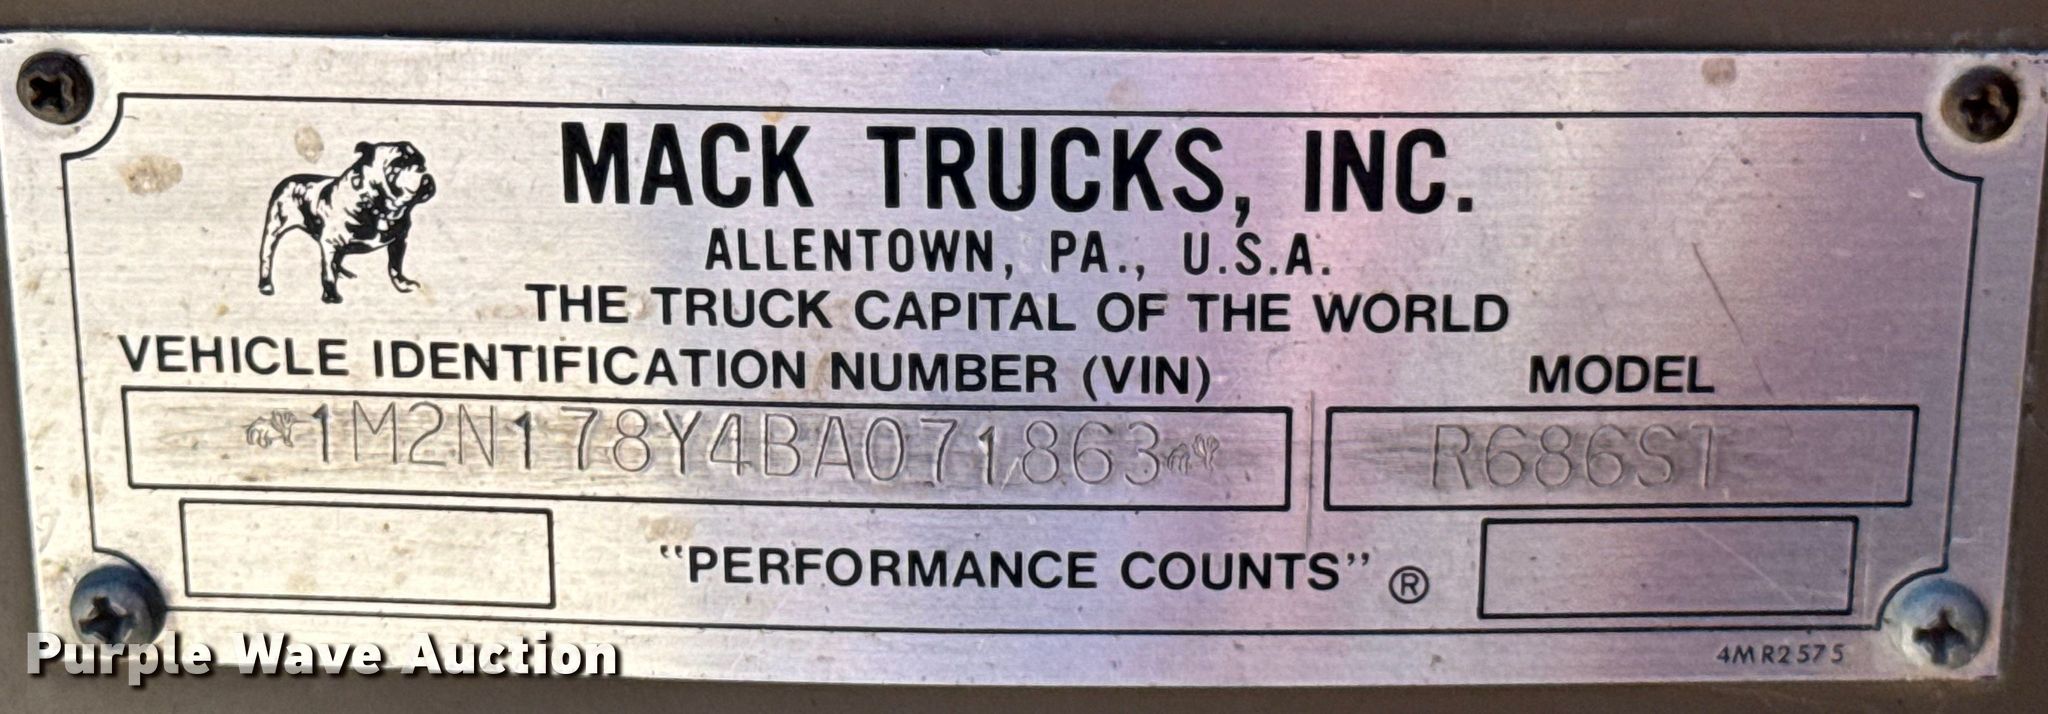 MACK TRUCKS, INC.
ALLENTOWN, PA., U.S.A.
THE TRUCK CAPITAL OF THE WORLD
VEHICLE IDENTIFICATION NUMBER (VIN) MODEL
1M2N178Y4BA071863 R686ST
"PERFORMANCE COUNTS" ®
4MR2575
Purple Wave Auction